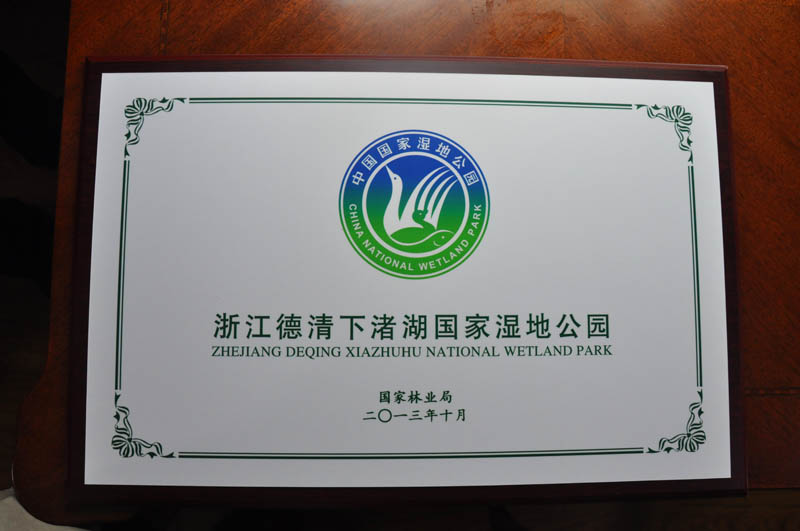 中国国家湿地公园
CHINA NATIONAL WETLAND PARK
浙江德清下渚湖国家湿地公园
ZHEJIANG DEQING XIAZHUHU NATIONAL WETLAND PARK
国家林业局
二〇一三年十月